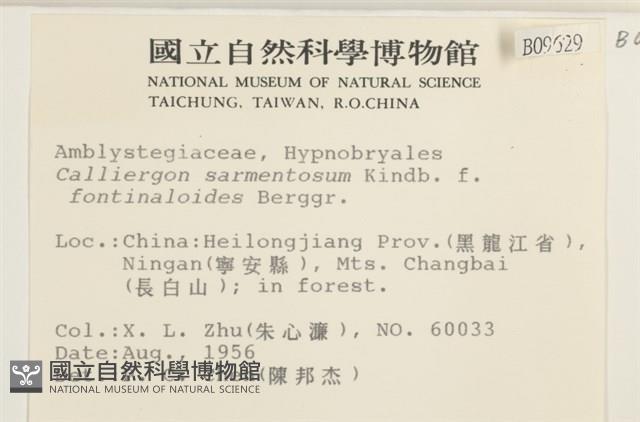 國立自然科學博物館
NATIONAL MUSEUM OF NATURAL SCIENCE
TAICHUNG, TAIWAN, R.O.CHINA
B09629
Amblystegiaceae, Hypnobryales
Calliergon sarmentosum Kindb. f.
fontinaloides Berggr.
Loc.:China:Heilongjiang Prov.(黑龍江省),
Ningan(寧安縣), Mts. Changbai
(長白山); in forest.
Col.:X. L. Zhu(朱心濂), NO. 60033
Date:Aug., 1956
(陳邦杰)
國立自然科學博物館
NATIONAL MUSEUM OF NATURAL SCIENCE